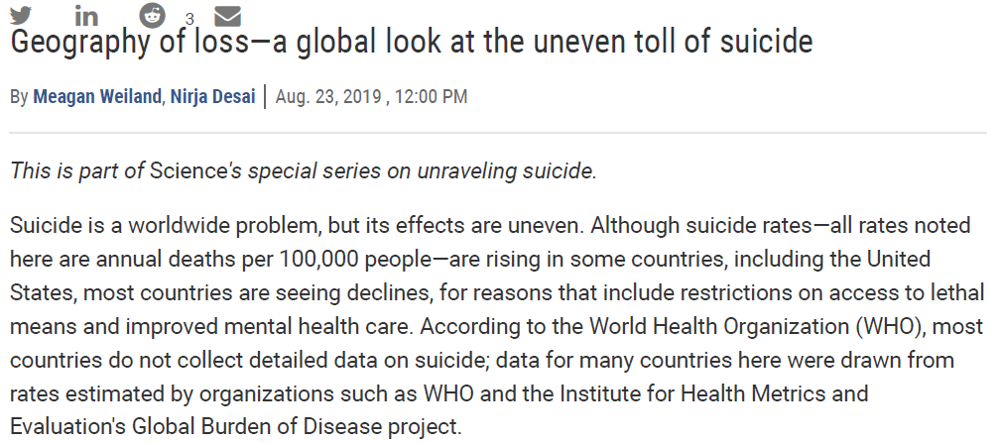 3
Geography of loss—a global look at the uneven toll of suicide
By Meagan Weiland, Nirja Desai | Aug. 23, 2019 , 12:00 PM
This is part of Science's special series on unraveling suicide.
Suicide is a worldwide problem, but its effects are uneven. Although suicide rates—all rates noted
here are annual deaths per 100,000 people—are rising in some countries, including the United
States, most countries are seeing declines, for reasons that include restrictions on access to lethal
means and improved mental health care. According to the World Health Organization (WHO), most
countries do not collect detailed data on suicide; data for many countries here were drawn from
rates estimated by organizations such as WHO and the Institute for Health Metrics and
Evaluation's Global Burden of Disease project.